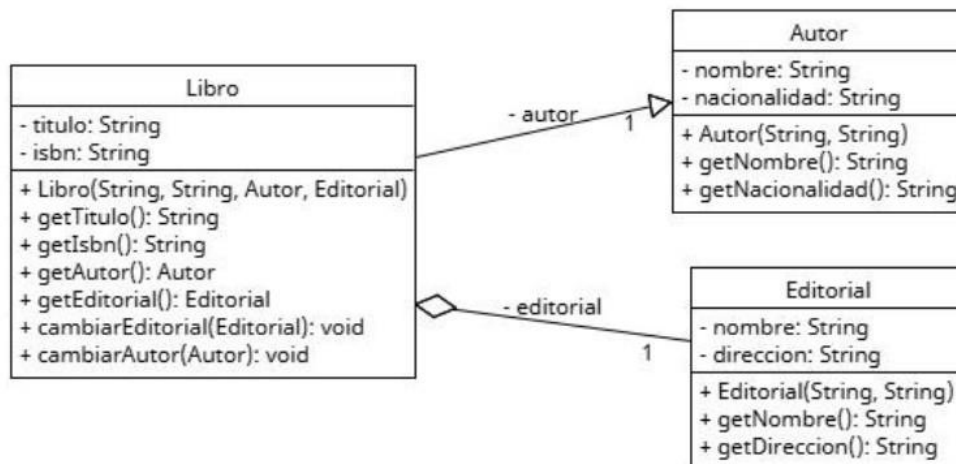 Libro
- titulo: String
- isbn: String
+ Libro(String, String, Autor, Editorial)
+ getTitulo(): String
+ getIsbn(): String
+ getAutor(): Autor
+ getEditorial(): Editorial
+ cambiarEditorial(Editorial): void
+ cambiarAutor(Autor): void
- autor
1
Autor
- nombre: String
- nacionalidad: String
+ Autor(String, String)
+ getNombre(): String
+ getNacionalidad(): String
- editorial
1
Editorial
- nombre: String
- direccion: String
+ Editorial(String, String)
+ getNombre(): String
+ getDireccion(): String